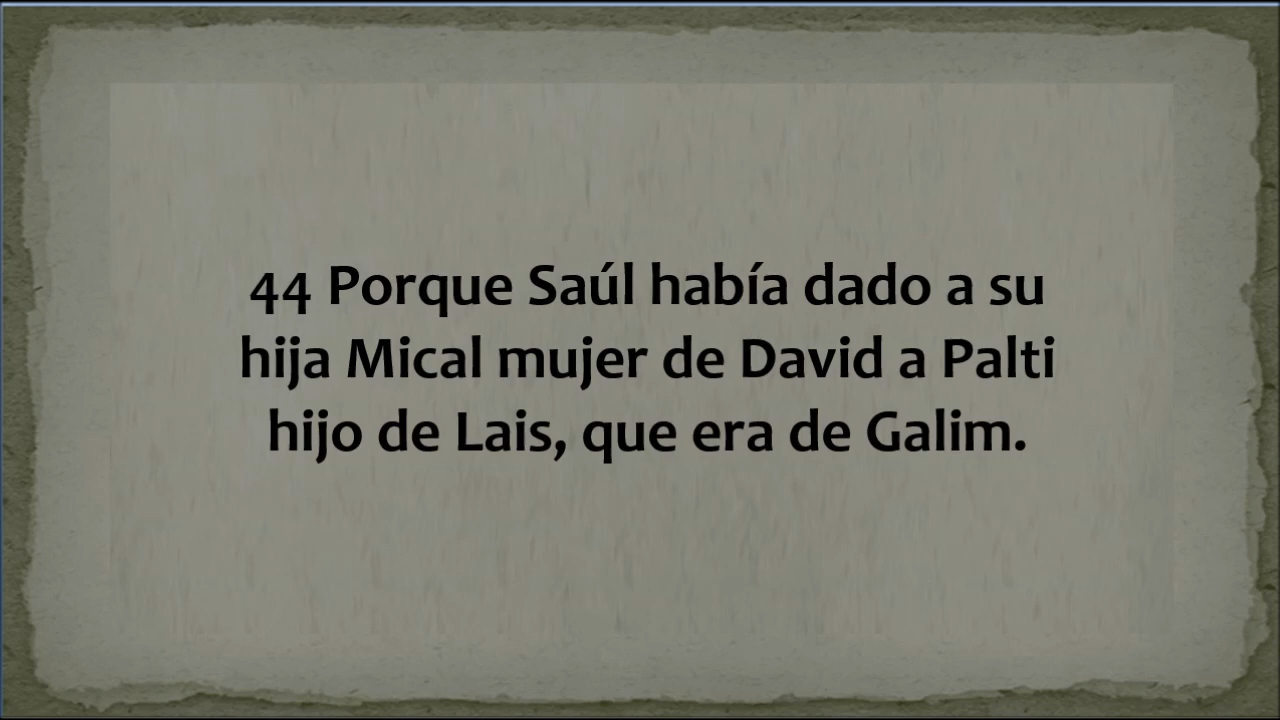 44 Porque Saúl había dado a su
hija Mical mujer de David a Palti
hijo de Lais, que era de Galim.